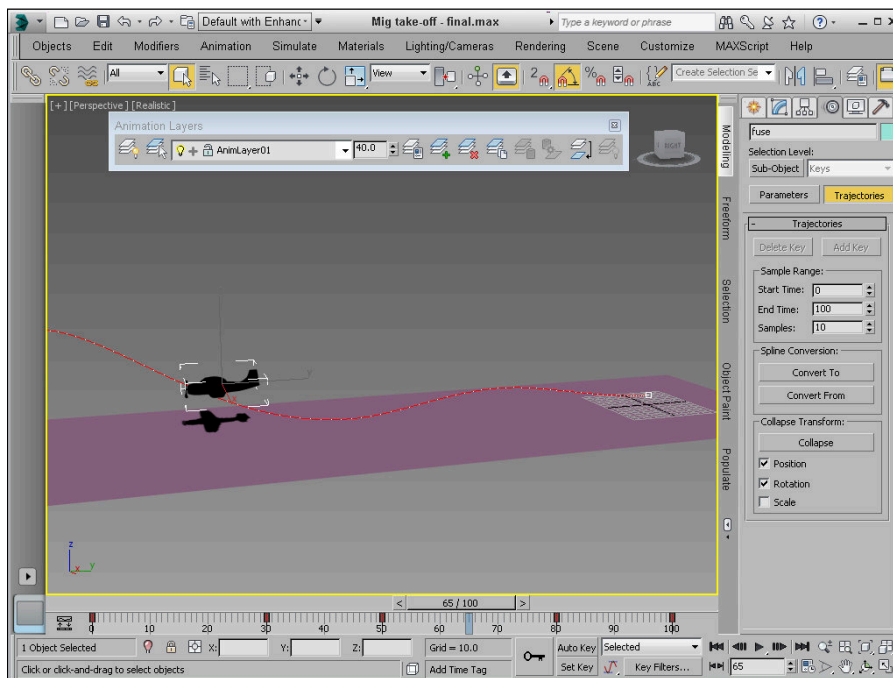 Default with Enhanc
Mig take-off - final.max
Type a keyword or phrase
Objects Edit Modifiers Animation Simulate Materials Lighting/Cameras Rendering Scene Customize MAXScript Help
All
View
2
%
ABC
Create Selection Se
[+] [Perspective] [Realistic]
Animation Layers
AnimLayer01
40.0
RIGHT
Modeling
Freeform
Selection
Object Paint
Populate
fuse
Selection Level:
Sub-Object Keys
Parameters Trajectories
- Trajectories
Delete Key Add Key
Sample Range:
Start Time: 0
End Time: 100
Samples: 10
Spline Conversion:
Convert To
Convert From
Collapse Transform:
Collapse
Position
Rotation
Scale
z
x y
< 65 / 100 >
0 10 20 30 40 50 60 70 80 90 100
1 Object Selected X: Y: Z: Grid = 10.0 Auto Key Selected
Click or click-and-drag to select objects Add Time Tag Set Key Key Filters... 65